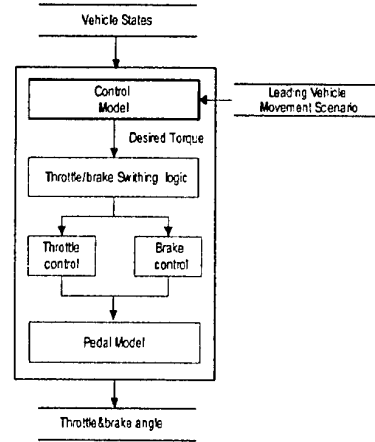 Vehicle States
Control
Model
Leading Vehicle
Movement Scenario
Desired Torque
Throttle/brake Swithing logic
Throttle
control
Brake
control
Pedal Model
Throttle&brake angle